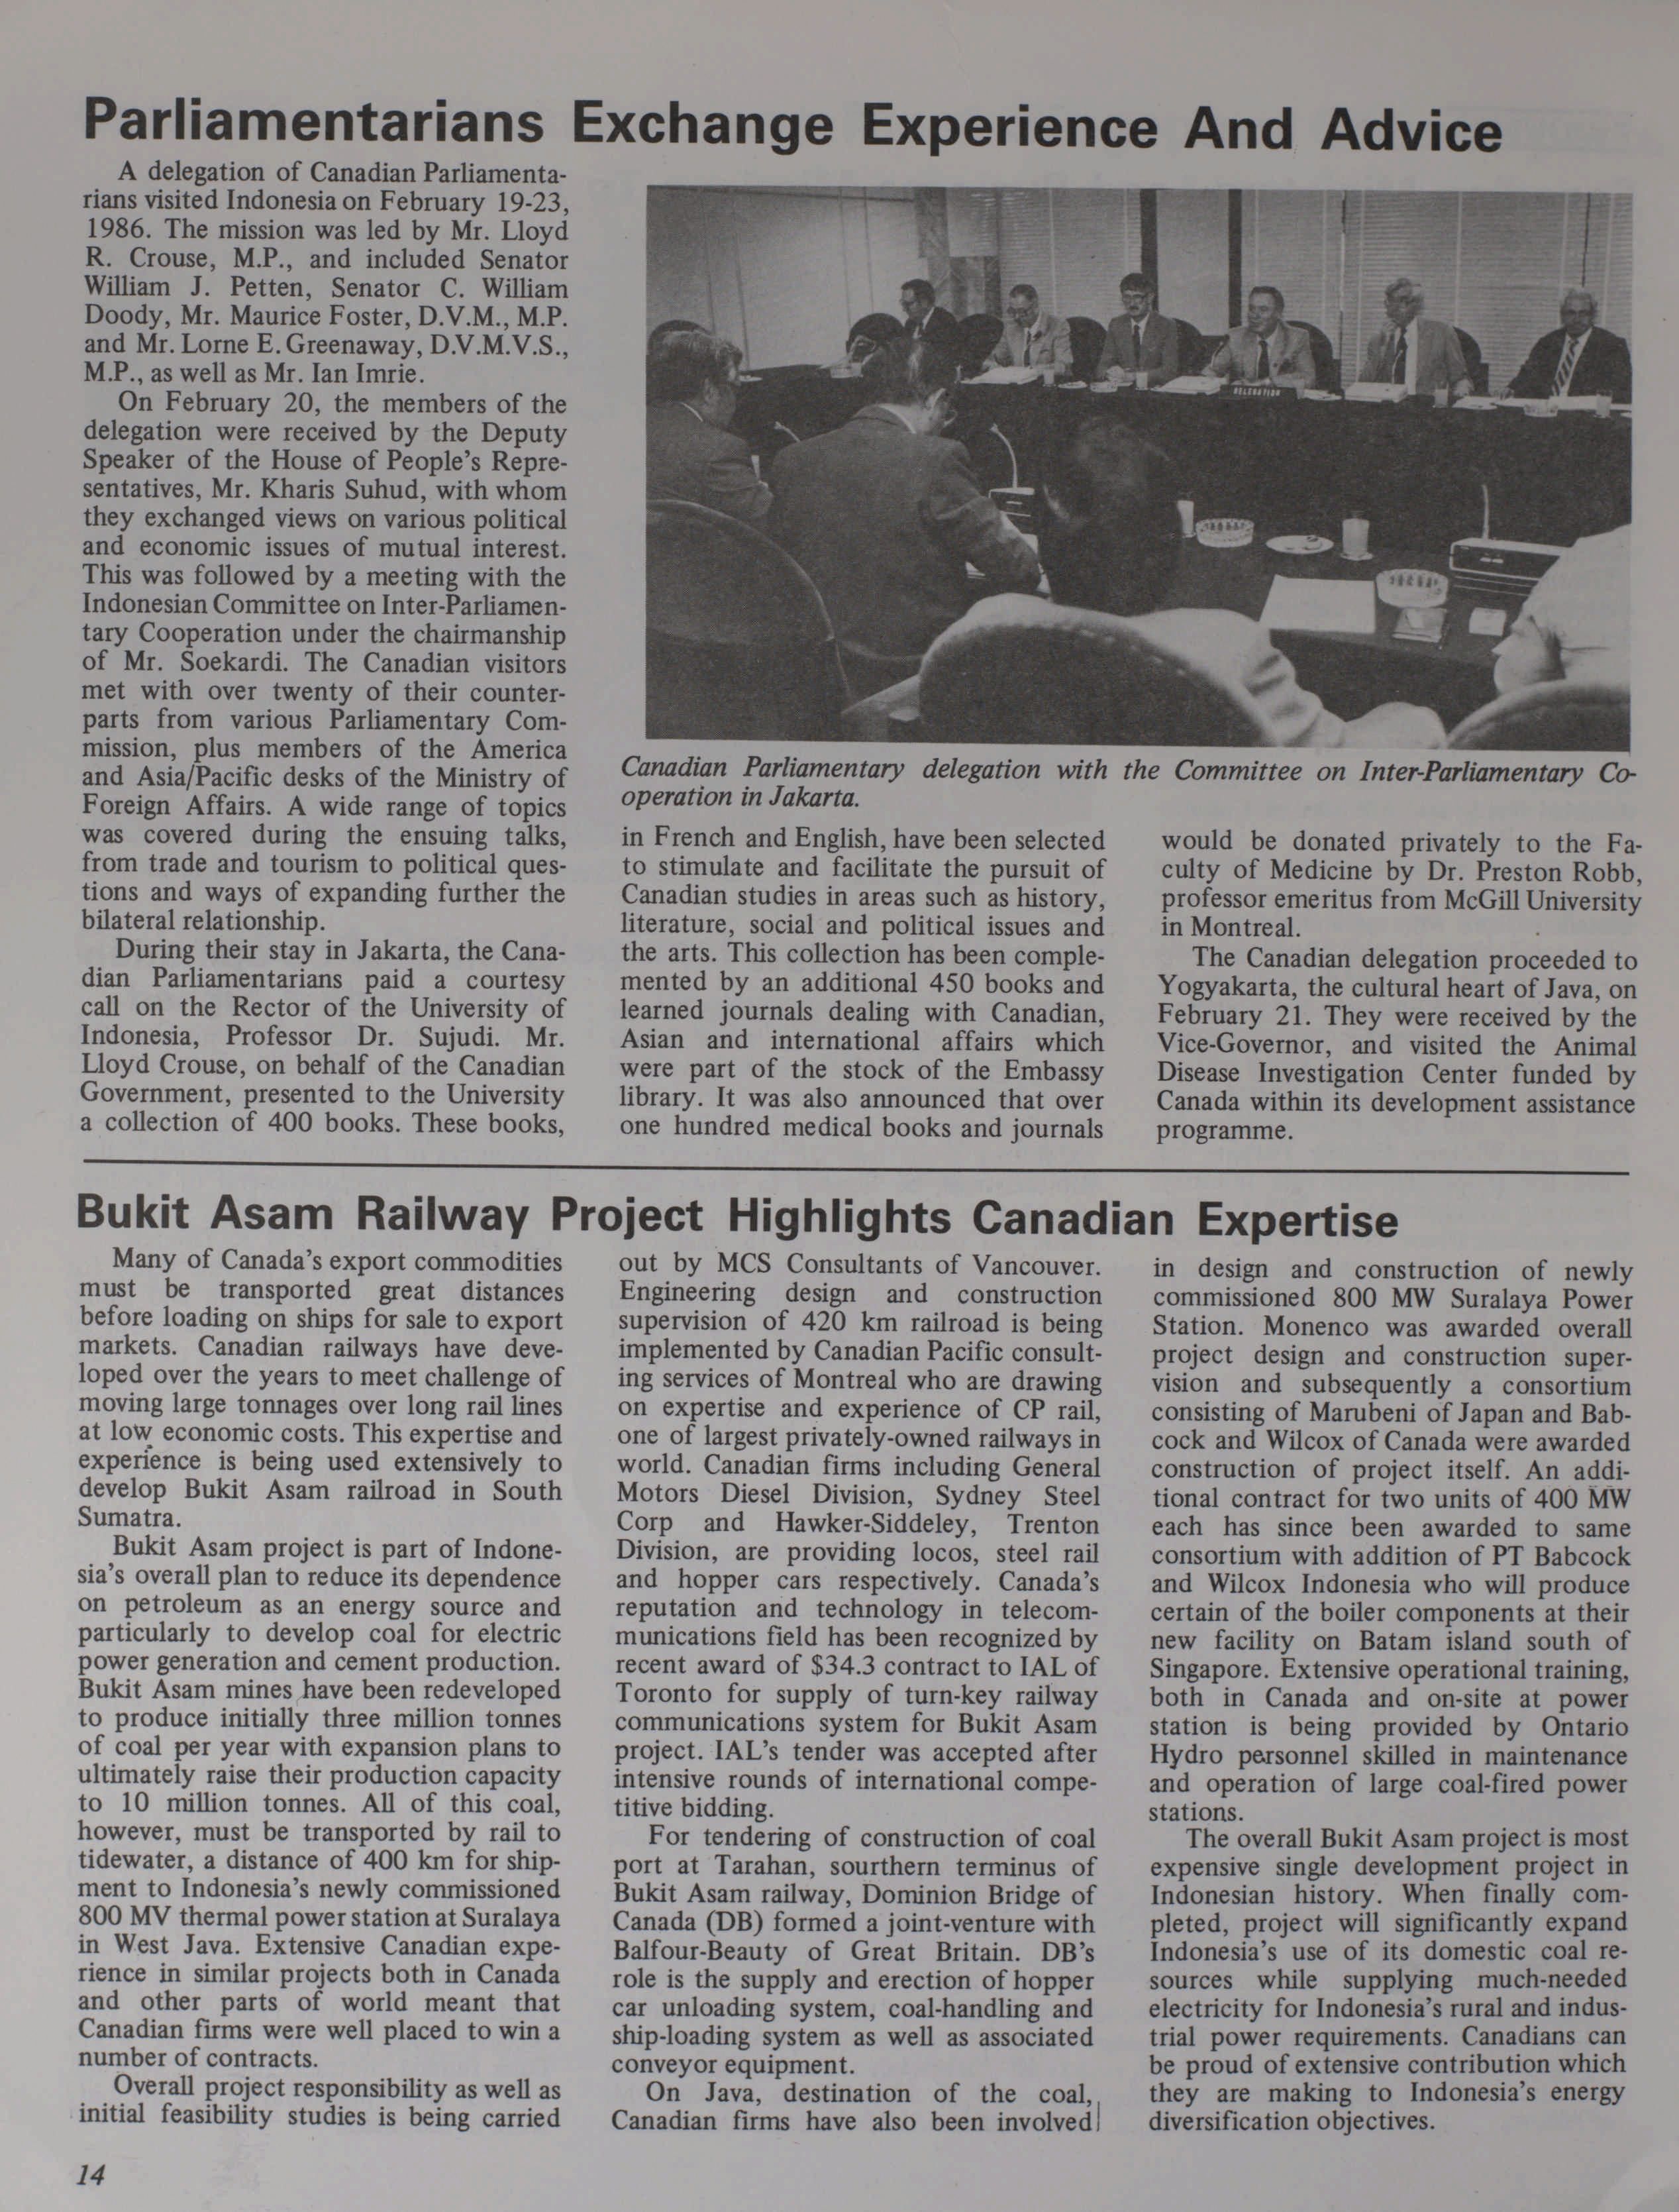 Parliamentarians Exchange Experience And Advice
A delegation of Canadian Parliamenta-
rians visited Indonesia on February 19-23,
1986. The mission was led by Mr. Lloyd
R. Crouse, M.P., and included Senator
William J. Petten, Senator C. William
Doody, Mr. Maurice Foster, D.V.M., M.P.
and Mr. Lorne E. Greenaway, D.V.M.V.S.,
M.P., as well as Mr. Ian Imrie.
On February 20, the members of the
delegation were received by the Deputy
Speaker of the House of People's Repre-
sentatives, Mr. Kharis Suhud, with whom
they exchanged views on various political
and economic issues of mutual interest.
This was followed by a meeting with the
Indonesian Committee on Inter-Parliamen-
tary Cooperation under the chairmanship
of Mr. Soekardi. The Canadian visitors
met with over twenty of their counter-
parts from various Parliamentary Com-
mission, plus members of the America
and Asia/Pacific desks of the Ministry of
Foreign Affairs. A wide range of topics
was covered during the ensuing talks,
from trade and tourism to political ques-
tions and ways of expanding further the
bilateral relationship.
During their stay in Jakarta, the Cana-
dian Parliamentarians paid a courtesy
call on the Rector of the University of
Indonesia, Professor Dr. Sujudi. Mr.
Lloyd Crouse, on behalf of the Canadian
Government, presented to the University
a collection of 400 books. These books,
DELEGATION
Canadian Parliamentary delegation with the Committee on Inter-Parliamentary Co-
operation in Jakarta.
in French and English, have been selected
to stimulate and facilitate the pursuit of
Canadian studies in areas such as history,
literature, social and political issues and
the arts. This collection has been comple-
mented by an additional 450 books and
learned journals dealing with Canadian,
Asian and international affairs which
were part of the stock of the Embassy
library. It was also announced that over
one hundred medical books and journals
would be donated privately to the Fa-
culty of Medicine by Dr. Preston Robb,
professor emeritus from McGill University
in Montreal.
The Canadian delegation proceeded to
Yogyakarta, the cultural heart of Java, on
February 21. They were received by the
Vice-Governor, and visited the Animal
Disease Investigation Center funded by
Canada within its development assistance
programme.
Bukit Asam Railway Project Highlights Canadian Expertise
Many of Canada's export commodities
must be transported great distances
before loading on ships for sale to export
markets. Canadian railways have deve-
loped over the years to meet challenge of
moving large tonnages over long rail lines
at low economic costs. This expertise and
experience is being used extensively to
develop Bukit Asam railroad in South
Sumatra.
Bukit Asam project is part of Indone-
sia's overall plan to reduce its dependence
on petroleum as an energy source and
particularly to develop coal for electric
power generation and cement production.
Bukit Asam mines have been redeveloped
to produce initially three million tonnes
of coal per year with expansion plans to
ultimately raise their production capacity
to 10 million tonnes. All of this coal,
however, must be transported by rail to
tidewater, a distance of 400 km for ship-
ment to Indonesia's newly commissioned
800 MV thermal power station at Suralaya
in West Java. Extensive Canadian expe-
rience in similar projects both in Canada
and other parts of world meant that
Canadian firms were well placed to win a
number of contracts.
Overall project responsibility as well as
initial feasibility studies is being carried
out by MCS Consultants of Vancouver.
Engineering design and construction
supervision of 420 km railroad is being
implemented by Canadian Pacific consult-
ing services of Montreal who are drawing
on expertise and experience of CP rail,
one of largest privately-owned railways in
world. Canadian firms including General
Motors Diesel Division, Sydney Steel
Corp and Hawker-Siddeley, Trenton
Division, are providing locos, steel rail
and hopper cars respectively. Canada's
reputation and technology in telecom-
munications field has been recognized by
recent award of $34.3 contract to IAL of
Toronto for supply of turn-key railway
communications system for Bukit Asam
project. IAL's tender was accepted after
intensive rounds of international compe-
titive bidding.
For tendering of construction of coal
port at Tarahan, sourthern terminus of
Bukit Asam railway, Dominion Bridge of
Canada (DB) formed a joint-venture with
Balfour-Beauty of Great Britain. DB's
role is the supply and erection of hopper
car unloading system, coal-handling and
ship-loading system as well as associated
conveyor equipment.
On Java, destination of the coal,
Canadian firms have also been involved
in design and construction of newly
commissioned 800 MW Suralaya Power
Station. Monenco was awarded overall
project design and construction super-
vision and subsequently a consortium
consisting of Marubeni of Japan and Bab-
cock and Wilcox of Canada were awarded
construction of project itself. An addi-
tional contract for two units of 400 MW
each has since been awarded to same
consortium with addition of PT Babcock
and Wilcox Indonesia who will produce
certain of the boiler components at their
new facility on Batam island south of
Singapore. Extensive operational training,
both in Canada and on-site at power
station is being provided by Ontario
Hydro personnel skilled in maintenance
and operation of large coal-fired power
stations.
The overall Bukit Asam project is most
expensive single development project in
Indonesian history. When finally com-
pleted, project will significantly expand
Indonesia's use of its domestic coal re-
sources while supplying much-needed
electricity for Indonesia's rural and indus-
trial power requirements. Canadians can
be proud of extensive contribution which
they are making to Indonesia's energy
diversification objectives.
14